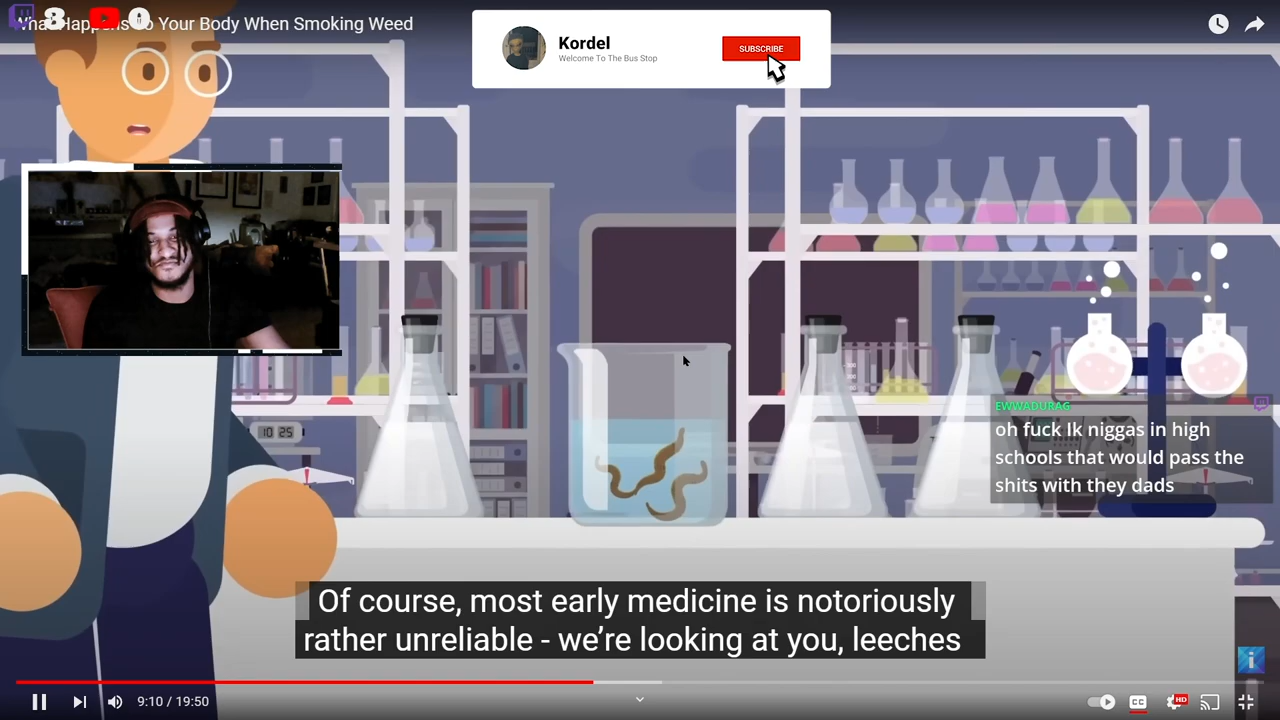 What Happens To Your Body When Smoking Weed
Kordel
Welcome To The Bus Stop
SUBSCRIBE
10 25
EWWADURAG
oh fuck Ik niggas in high
schools that would pass the
shits with they dads
Of course, most early medicine is notoriously
rather unreliable - we’re looking at you, leeches
9:10 / 19:50
CC
HD